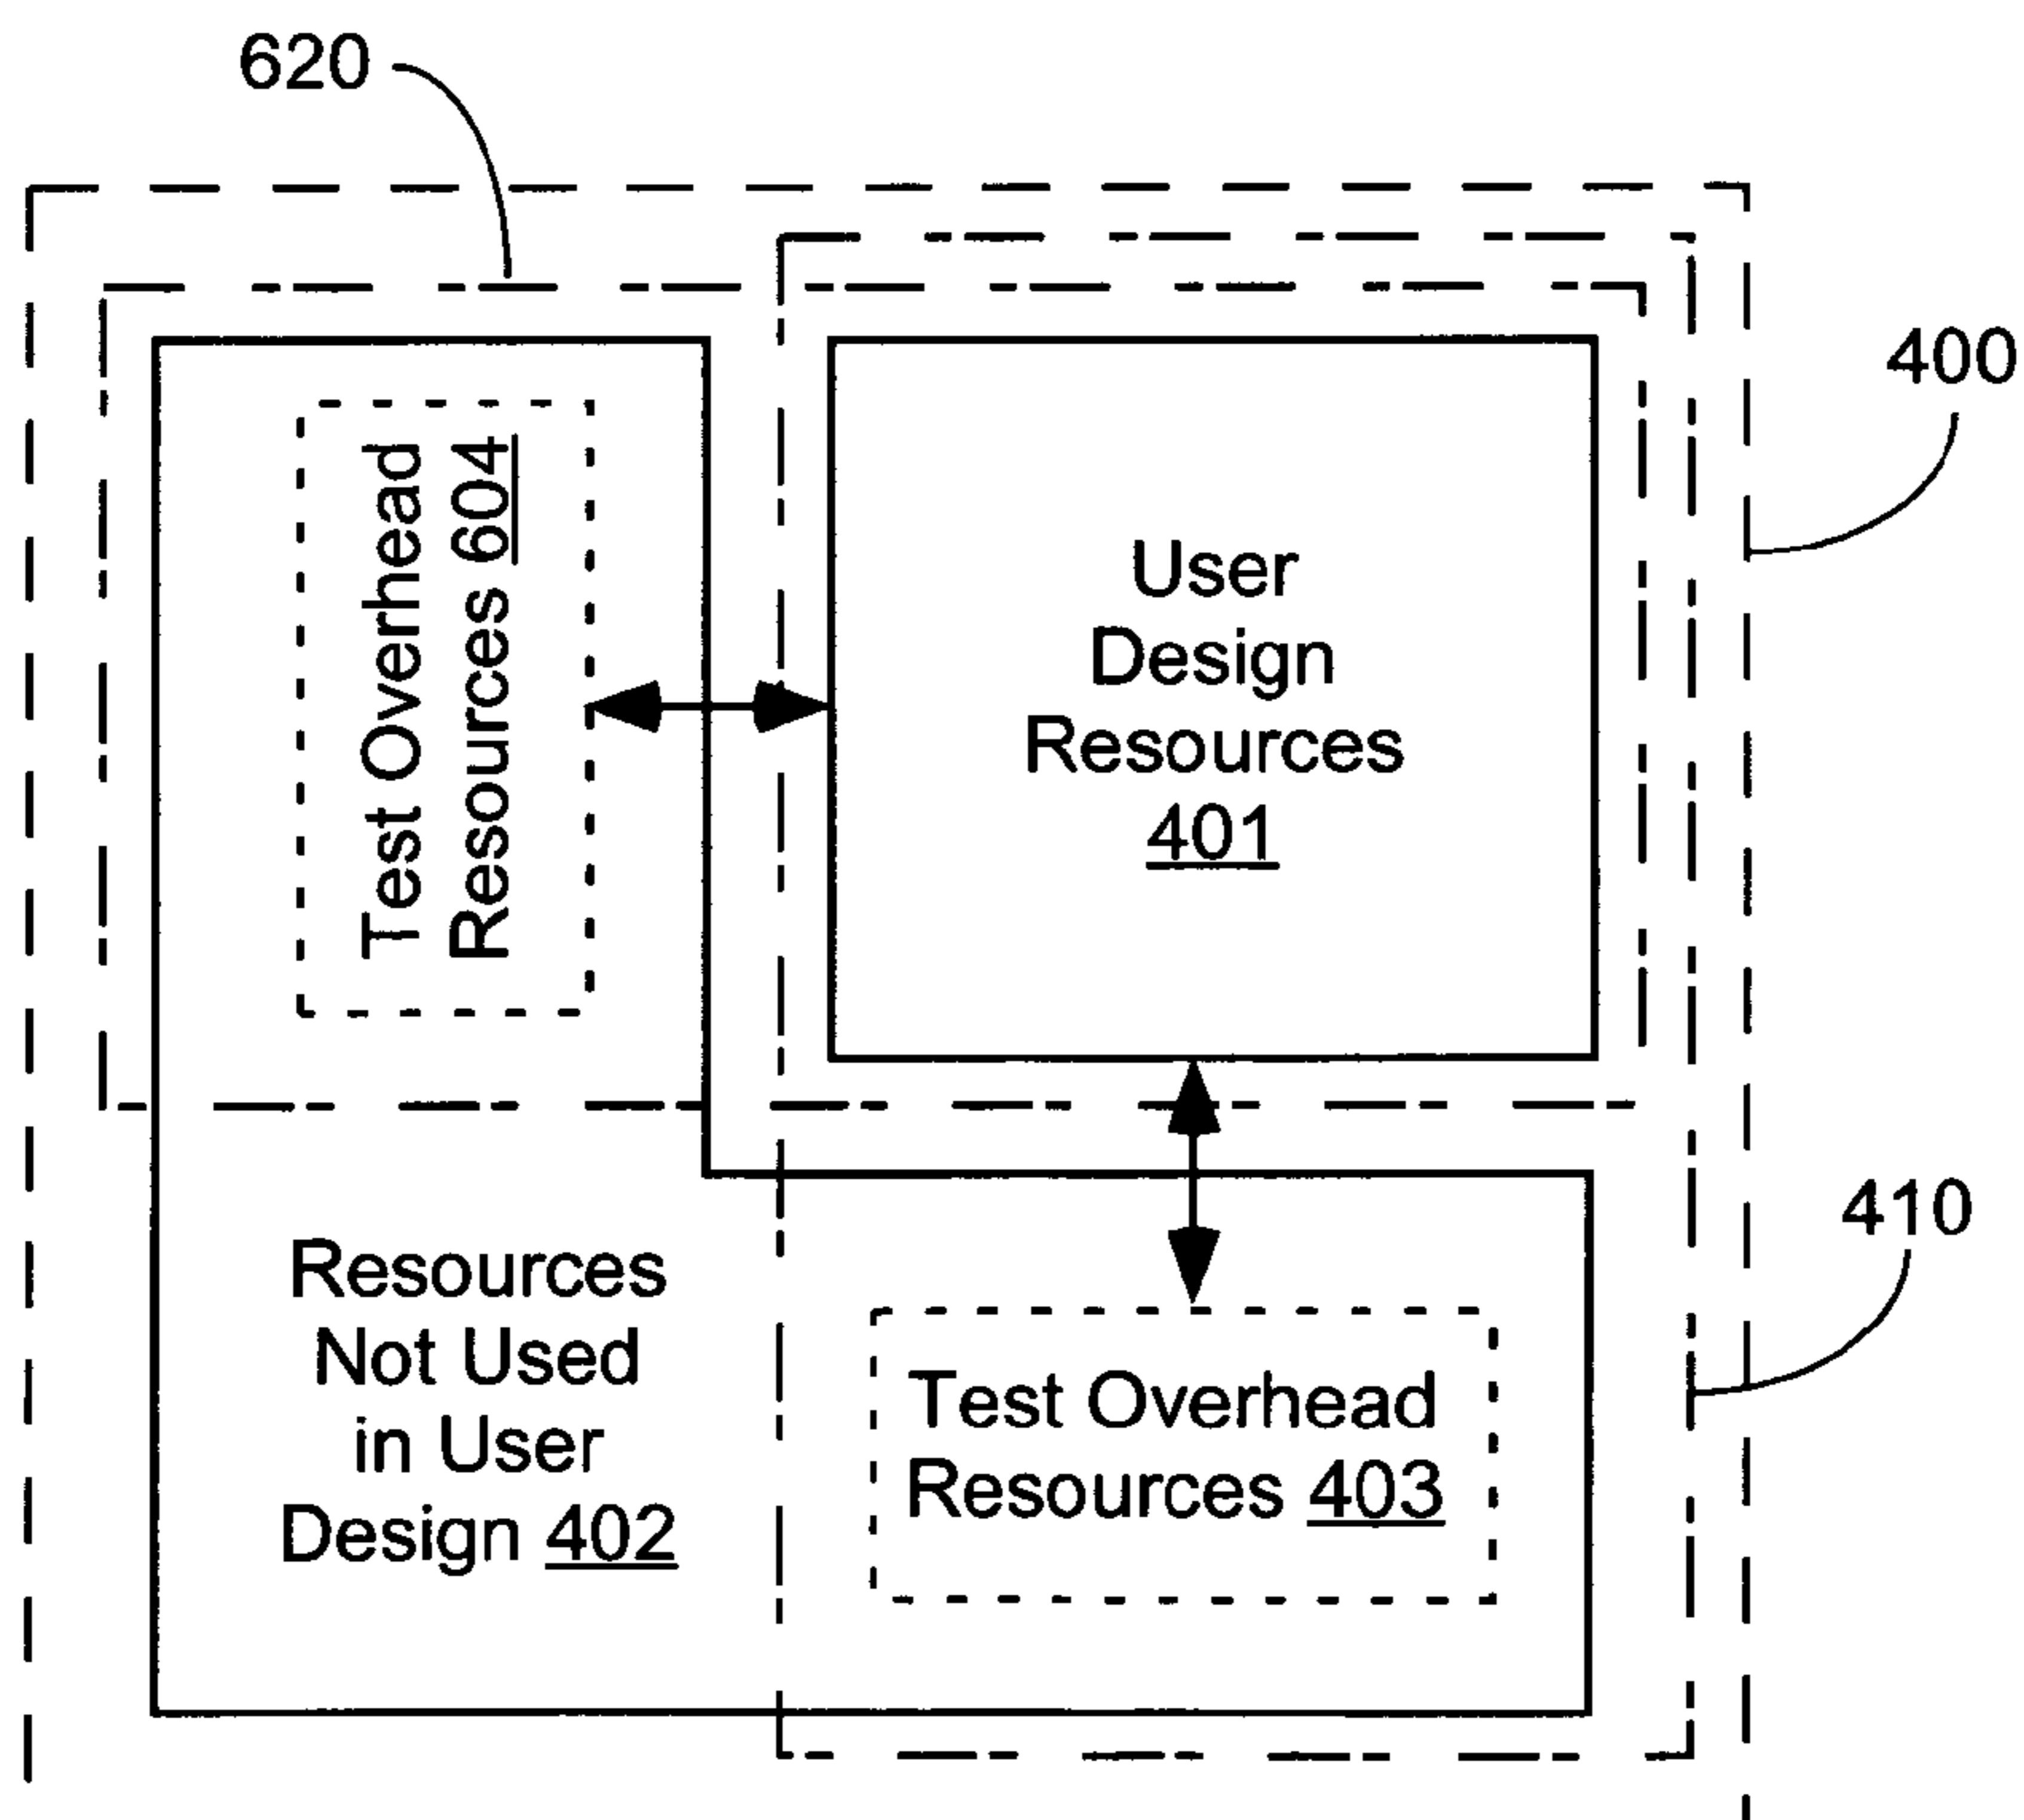 620
400
Test Overhead
Resources 604
User
Design
Resources
401
410
Resources
Not Used
in User
Design 402
Test Overhead
Resources 403